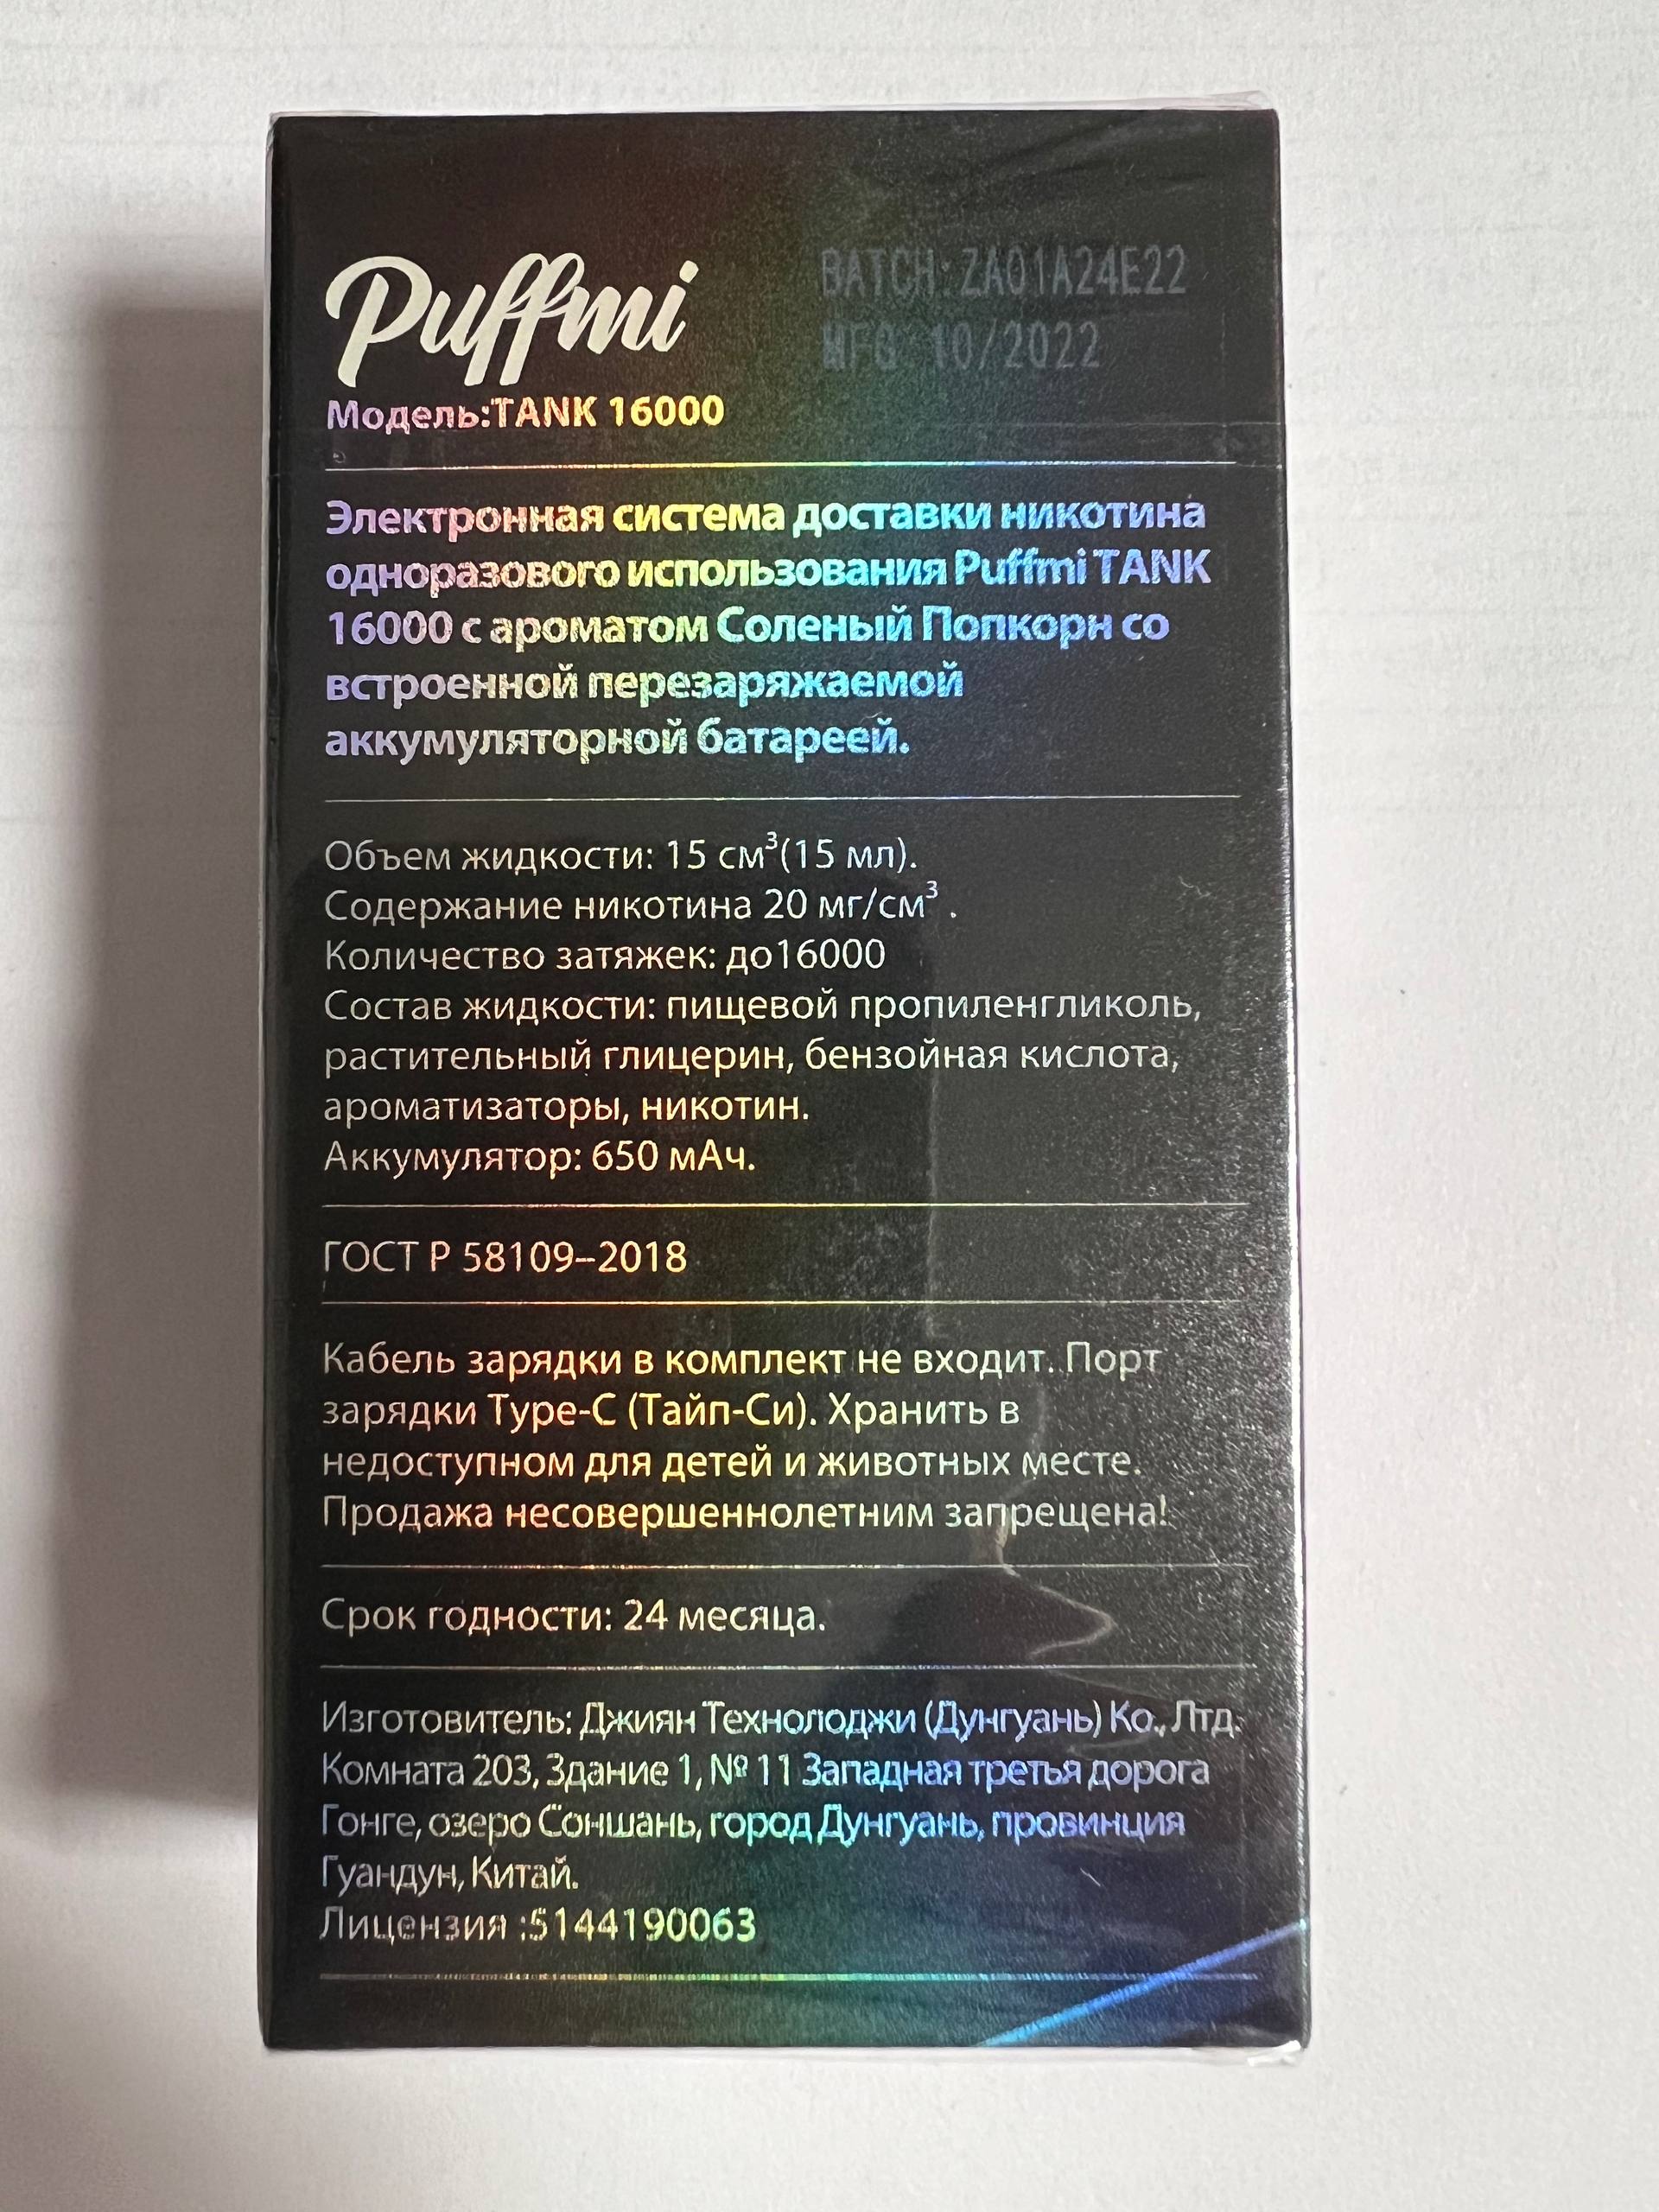 Puffmi
BATCH:ZA01A24E22
MFG 10/2022
Модель:TANK 16000
Электронная система доставки никотина
одноразового использования Puffmi TANK
16000 с ароматом Соленый Попкорн со
встроенной перезаряжаемой
аккумуляторной батареей.
Объем жидкости: 15 см³(15 мл).
Содержание никотина 20 мг/см³ .
Количество затяжек: до16000
Состав жидкости: пищевой пропиленгликоль,
растительный глицерин, бензойная кислота,
ароматизаторы, никотин.
Аккумулятор: 650 мАч.
ГОСТ Р 58109–2018
Кабель зарядки в комплект не входит. Порт
зарядки Type-C (Тайп-Си). Хранить в
недоступном для детей и животных месте.
Продажа несовершеннолетним запрещена!
Срок годности: 24 месяца.
Изготовитель: Джиян Технолоджи (Дунгуань) Ко., Лтд.
Комната 203, Здание 1, № 11 Западная третья дорога
Гонге, озеро Соншань, город Дунгуань, провинция
Гуандун, Китай.
Лицензия :5144190063